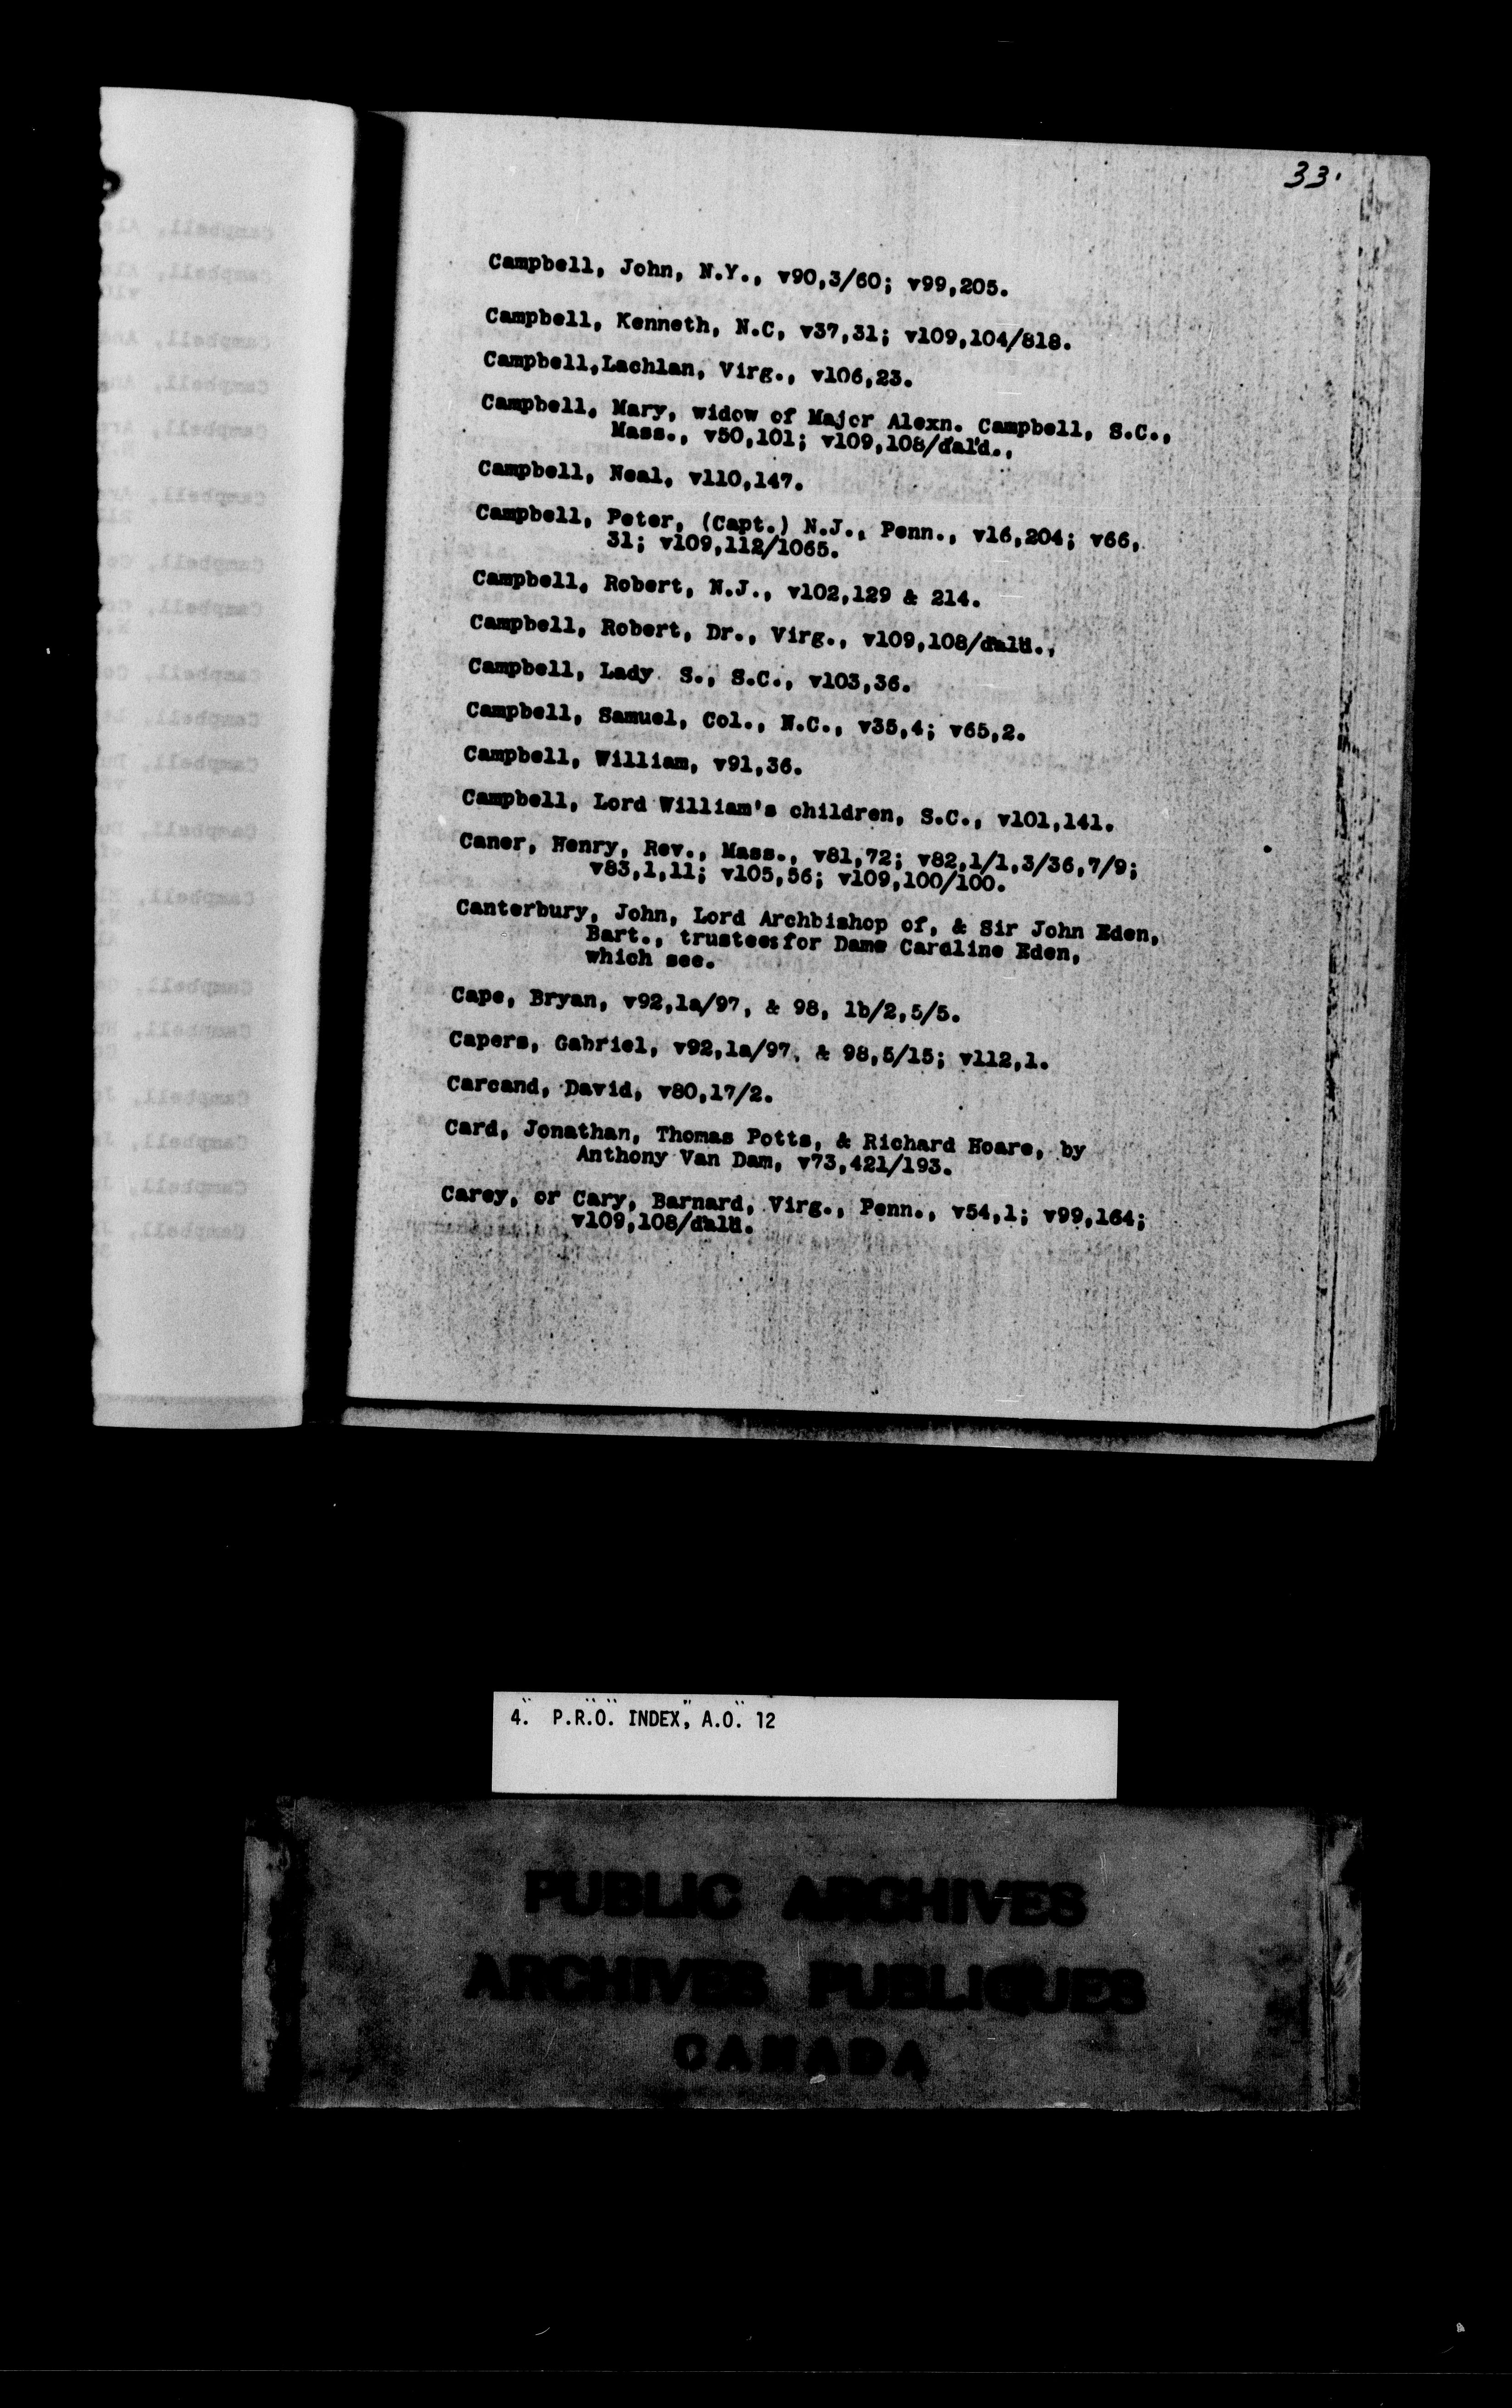 33.
Campbell, John, N.Y., v90,3/60; v99,205.
Campbell, Kenneth, N.C, v37,31; v109,104/818.
Campbell,Lachlan, Virg., v106,23.
Campbell, Mary, widow of Major Alexn. Campbell, S.C.,
Mass., v50,101; v109,108/dal'd.,
Campbell, Neal, v110,147.
Campbell, Peter, (Capt.) N.J., Penn., v16,204; v66,
31; v109,112/1065.
Campbell, Robert, N.J., v102,129 & 214.
Campbell, Robert, Dr., Virg., v109,108/dal'd.,
Campbell, Lady S., S.C., v103,36.
Campbell, Samuel, Col., N.C., v35,4; v65,2.
Campbell, William, v91,36.
Campbell, Lord William's children, S.C., v101,141.
Caner, Henry, Rev., Mass., v81,72; v82,1/1,3/36,7/9;
v83,1,11; v105,56; v109,100/100.
Canterbury, John, Lord Archbishop of, & Sir John Eden,
Bart., trustees for Dame Caroline Eden,
which see.
Cape, Bryan, v92,1a/97, & 98, 1b/2,5/5.
Capers, Gabriel, v92,1a/97, & 98,5/15; v112,1.
Carcand, David, v80,17/2.
Card, Jonathan, Thomas Potts, & Richard Hoare, by
Anthony Van Dam, v73,421/193.
Carey, or Cary, Barnard, Virg., Penn., v54,1; v99,164;
v109,108/dal'd.
4. P.R.O. INDEX, A.O. 12
PUBLIC ARCHIVES
ARCHIVES PUBLIQUES
CANADA